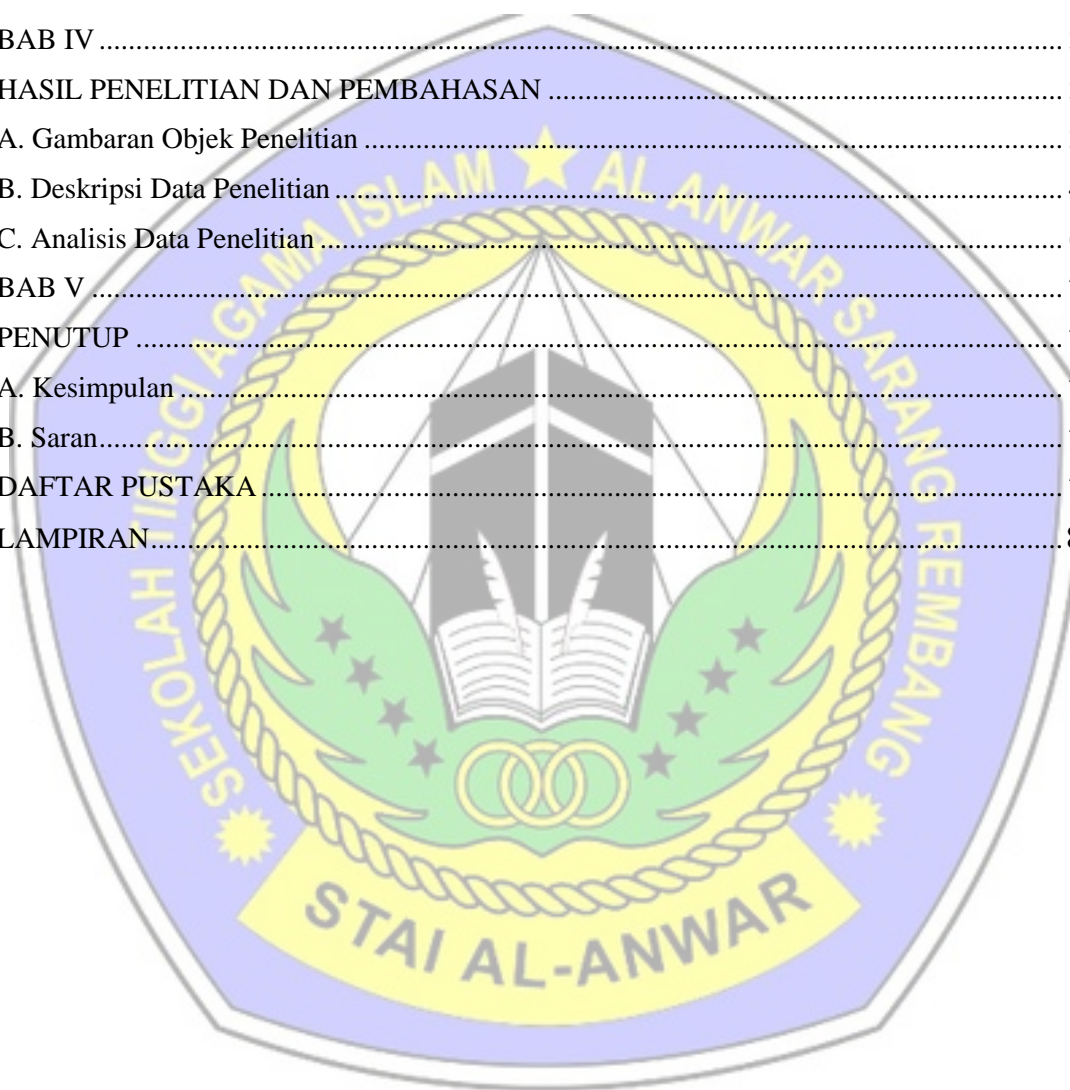 BAB IV ........................................................................................................
HASIL PENELITIAN DAN PEMBAHASAN ........................................................
A. Gambaran Objek Penelitian ........................................................................
B. Deskripsi Data Penelitian ............................................................................
C. Analisis Data Penelitian ..............................................................................
BAB V .........................................................................................................
PENUTUP ....................................................................................................
A. Kesimpulan ................................................................................................
B. Saran..........................................................................................................
DAFTAR PUSTAKA ......................................................................................
LAMPIRAN...................................................................................................
SEKOLAH TINGGI AGAMA ISLAM ★ AL ANWAR SARANG REMBANG
STAI AL-ANWAR